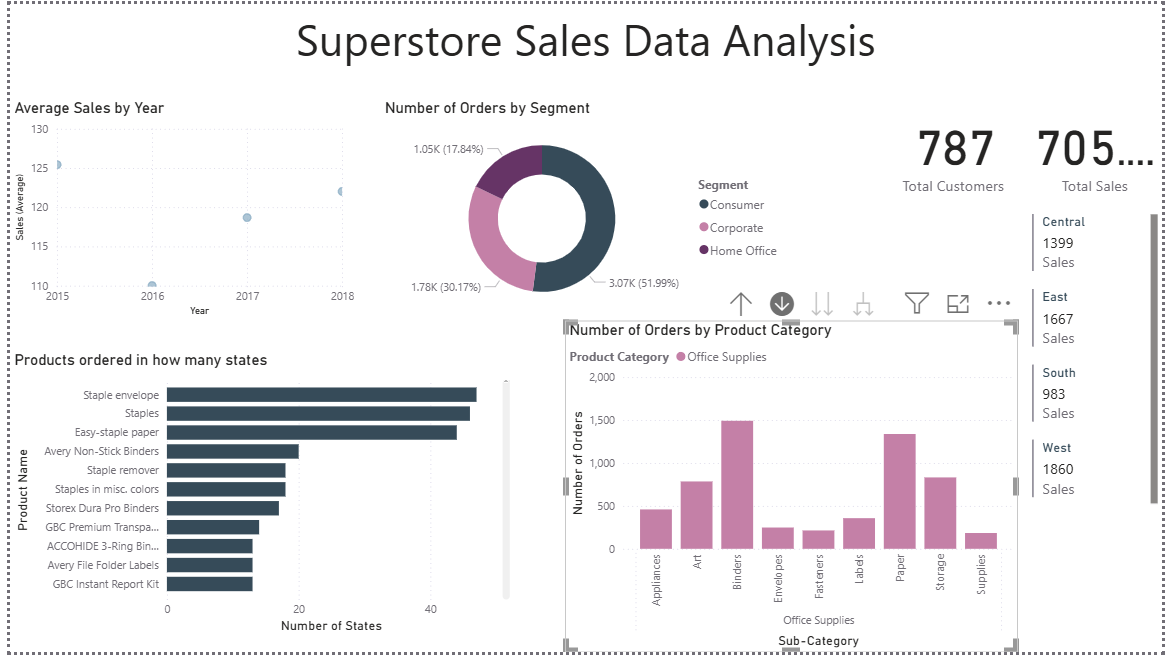 Superstore Sales Data Analysis
Average Sales by Year
130
125
120
115
110
Sales (Average)
2015
2016
2017
2018
Year
Number of Orders by Segment
1.05K (17.84%)
1.78K (30.17%)
3.07K (51.99%)
Segment
Consumer
Corporate
Home Office
787
Total Customers
705....
Total Sales
Central
1399
Sales
East
1667
Sales
South
983
Sales
West
1860
Sales
Products ordered in how many states
Product Name
Staple envelope
Staples
Easy-staple paper
Avery Non-Stick Binders
Staple remover
Staples in misc. colors
Storex Dura Pro Binders
GBC Premium Transpa...
ACCOHIDE 3-Ring Bin...
Avery File Folder Labels
GBC Instant Report Kit
0
20
40
Number of States
Number of Orders by Product Category
Product Category
Office Supplies
2,000
1,500
1,000
500
0
Number of Orders
Appliances
Art
Binders
Envelopes
Fasteners
Labels
Paper
Storage
Supplies
Office Supplies
Sub-Category